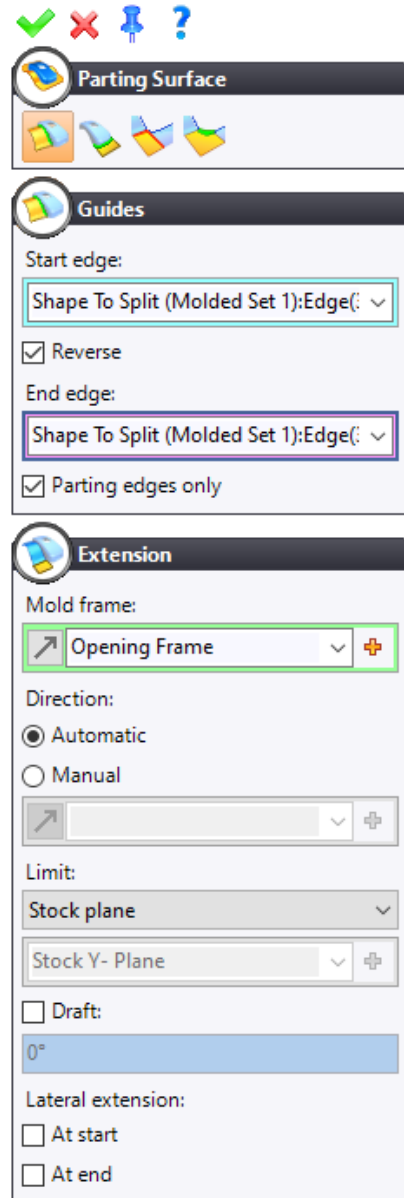 ?
Parting Surface
Guides
Start edge:
Shape To Split (Molded Set 1):Edge(
Reverse
End edge:
Shape To Split (Molded Set 1):Edge(
Parting edges only
Extension
Mold frame:
Opening Frame
Direction:
Automatic
Manual
Limit:
Stock plane
Stock Y- Plane
Draft:
0°
Lateral extension:
At start
At end